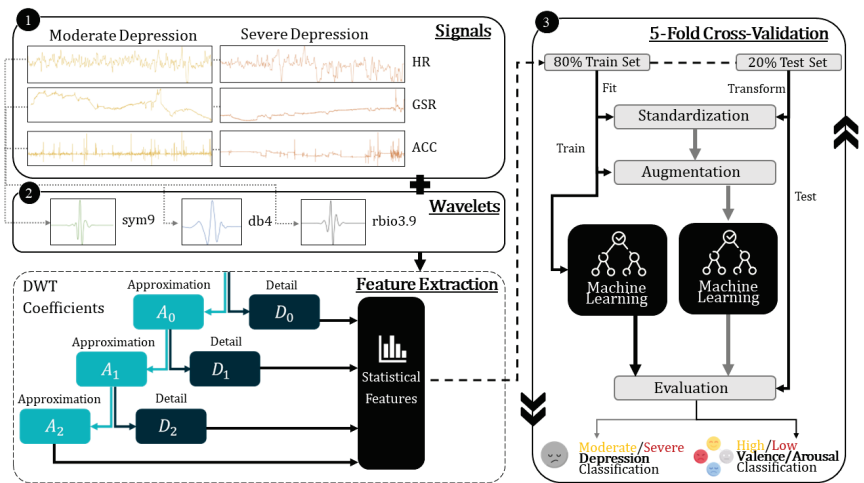 1
Signals
Moderate Depression
Severe Depression
HR
GSR
ACC
2
Wavelets
sym9
db4
rbio3.9
Feature Extraction
DWT
Coefficients
Approximation
Detail
A0
D0
Approximation
Detail
A1
D1
Approximation
Detail
A2
D2
Statistical
Features
3
5-Fold Cross-Validation
80% Train Set
20% Test Set
Fit
Transform
Standardization
Train
Augmentation
Test
Machine
Learning
Machine
Learning
Evaluation
Moderate/Severe
Depression
Classification
High/Low
Valence/Arousal
Classification